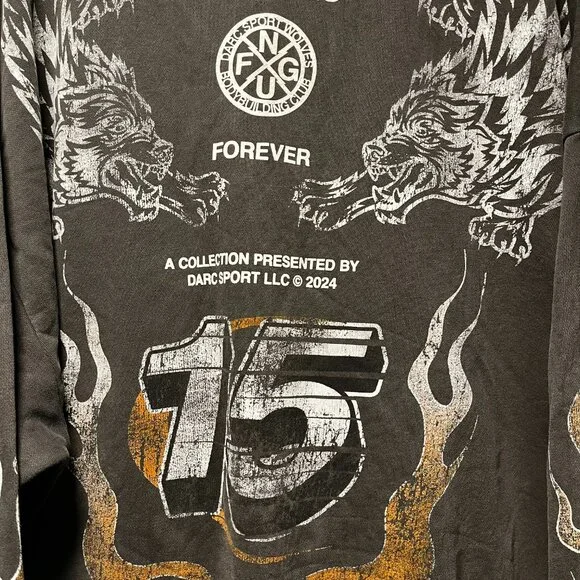 DARC SPORT WOLVES
N
F G
U
BODYBUILDING CLUB
FOREVER
A COLLECTION PRESENTED BY
DARC SPORT LLC © 2024
15